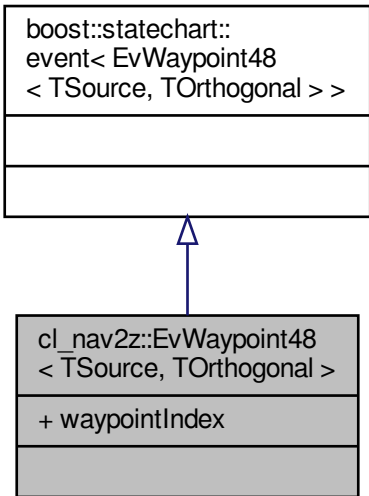 boost::statechart::
event< EvWaypoint48
< TSource, TOrthogonal > >
cl_nav2z::EvWaypoint48
< TSource, TOrthogonal >
+ waypointIndex